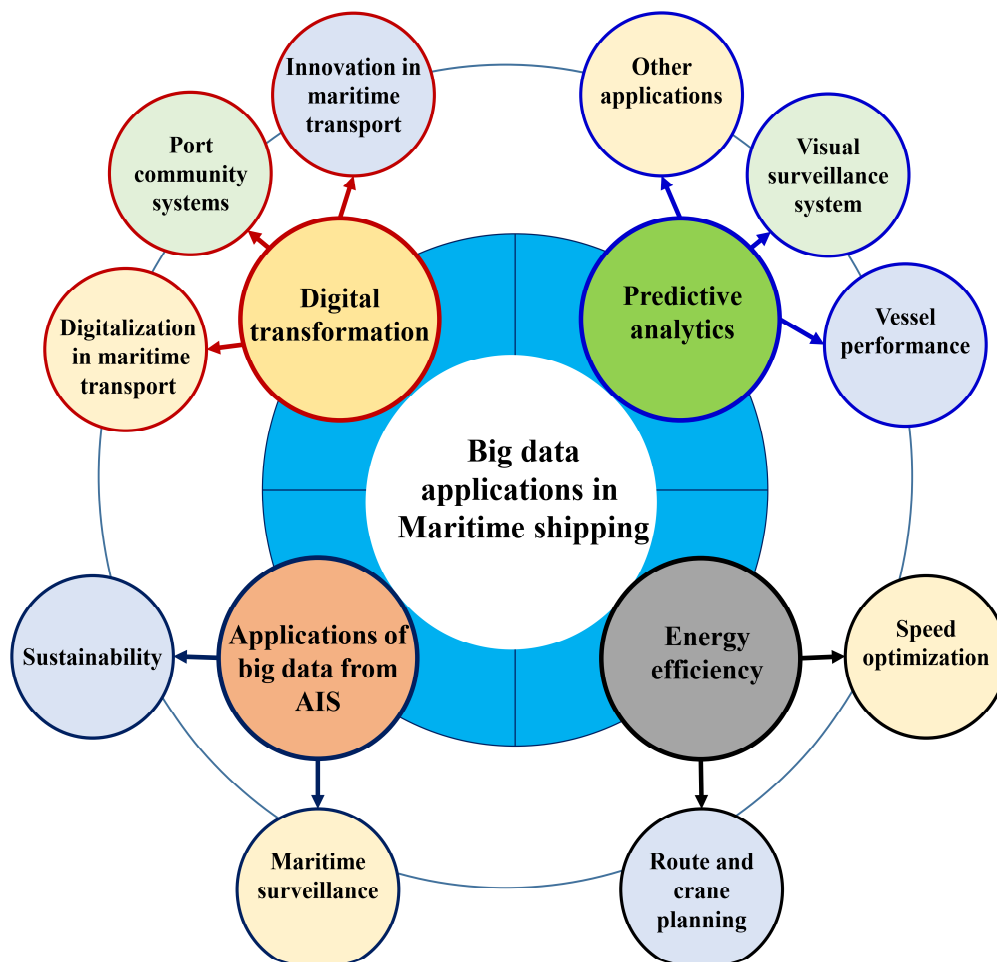 Innovation in
maritime
transport
Other
applications
Port
community
systems
Visual
surveillance
system
Digital
transformation
Predictive
analytics
Digitalization
in maritime
transport
Vessel
performance
Big data
applications in
Maritime shipping
Sustainability
Applications of
big data from
AIS
Energy
efficiency
Speed
optimization
Maritime
surveillance
Route and
crane
planning